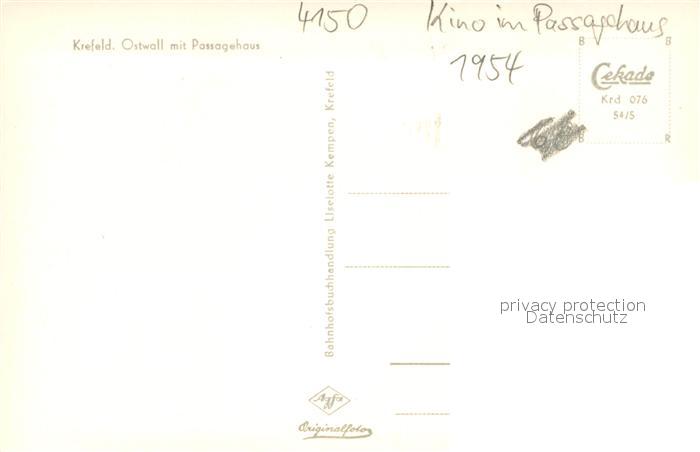 4150
Kino im Passagehaus
1954
Krefeld. Ostwall mit Passagehaus
B B
Cekade
Krd 076
54/5
B R
Bahnhofsbuchhandlung Liselotte Kempen, Krefeld
privacy protection
Datenschutz
Agfa
Originalfoto